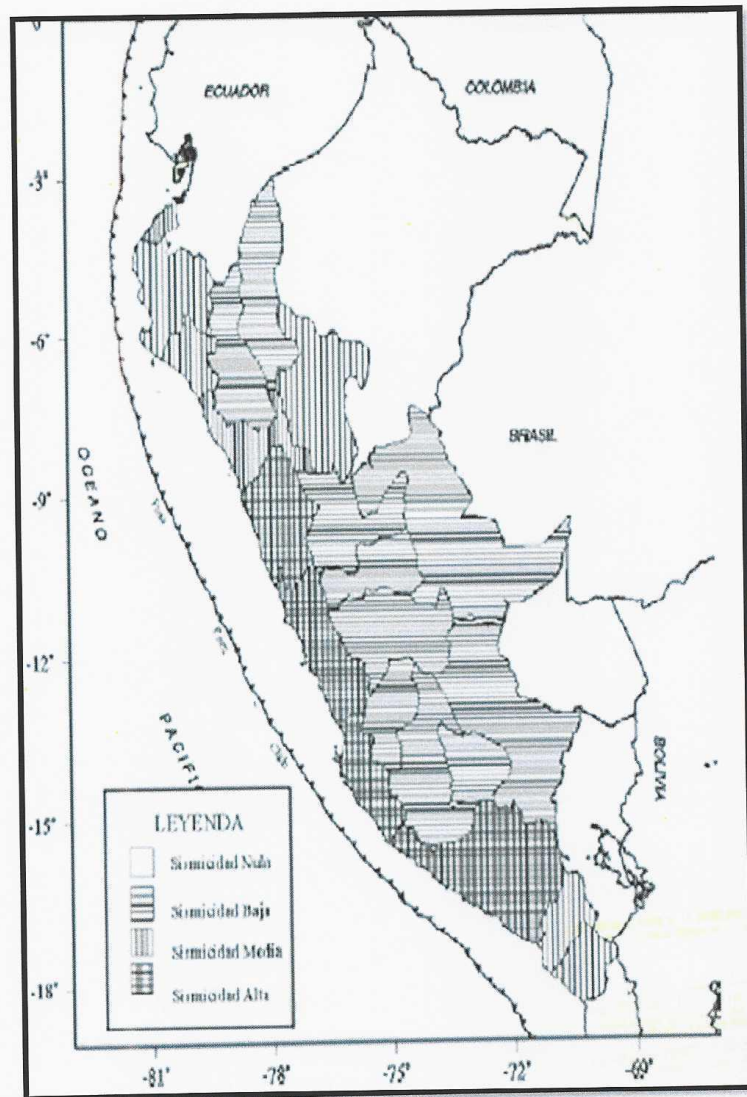 0
ECUADOR
COLOMBIA
-3°
-6°
BRASIL
OCEANO
-9°
-12°
PACIFI
BOLIVIA
LEYENDA
Sismicidad Nula
Sismicidad Baja
Sismicidad Media
Sismicidad Alta
-15°
-18°
-81°
-78°
-75°
-72°
-69°